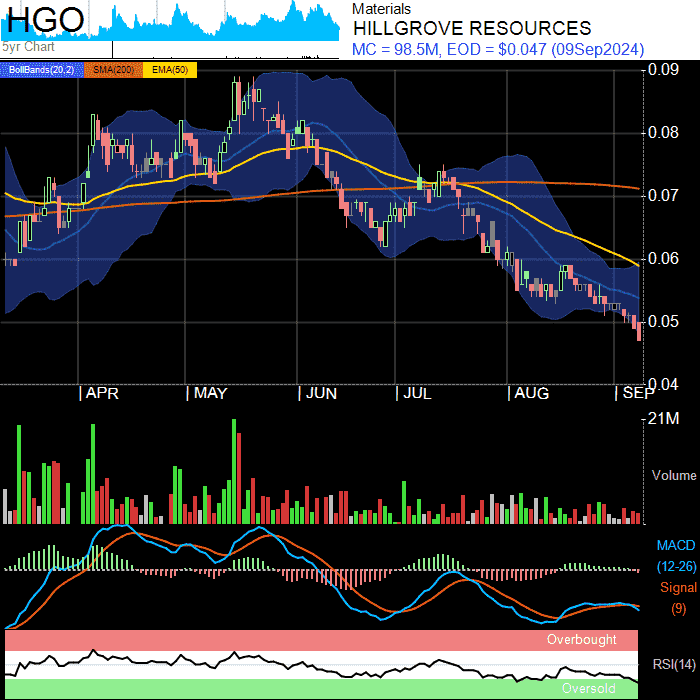 HGO
Materials
HILLGROVE RESOURCES
5yr Chart
MC = 98.5M, EOD = $0.047 (09Sep2024)
BollBands(20,2) SMA(200) EMA(50)
0.09
0.08
0.07
0.06
0.05
0.04
APR MAY JUN JUL AUG SEP
21M
Volume
MACD
(12-26)
Signal
(9)
Overbought
RSI(14)
Oversold